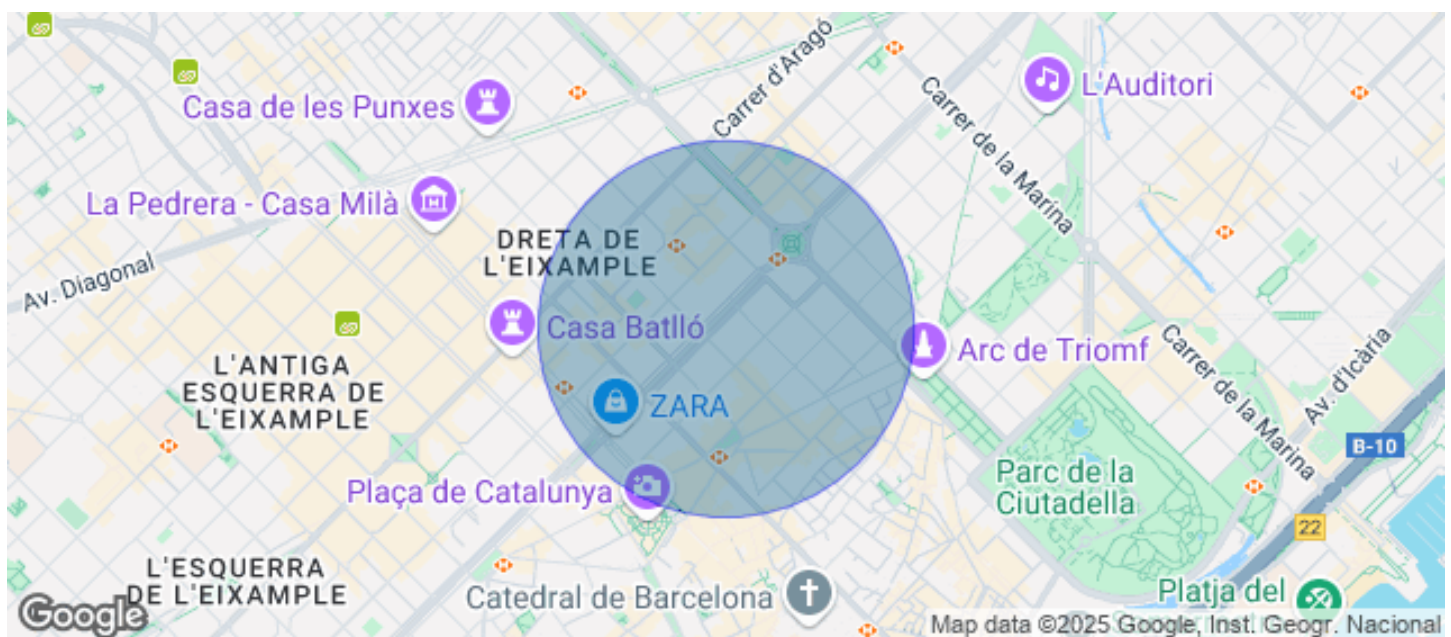 Carrer d'Aragó
L'Auditori
Casa de les Punxes
Carrer de la Marina
La Pedrera - Casa Milà
DRETA DE
L'EIXAMPLE
Av. Diagonal
Casa Batlló
Arc de Triomf
L'ANTIGA
ESQUERRA DE
L'EIXAMPLE
ZARA
Carrer de la Marina
Av. d'Icària
B-10
Plaça de Catalunya
Parc de la
Ciutadella
22
L'ESQUERRA
DE L'EIXAMPLE
Catedral de Barcelona
Platja del
Google
Map data ©2025 Google, Inst. Geogr. Nacional